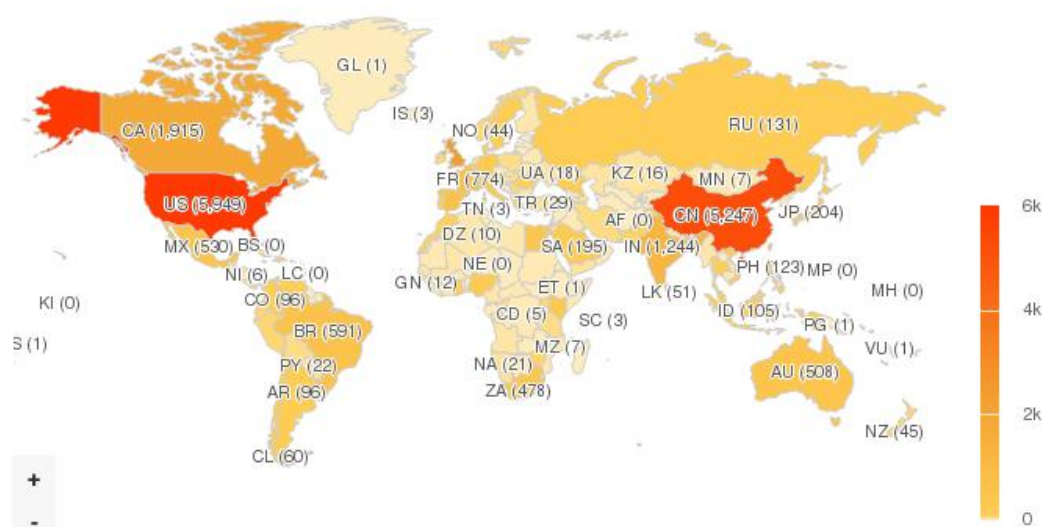 GL (1)
IS (3)
CA (1,915)
NO (44)
RU (131)
FR (774)
UA (18)
KZ (16)
MN (7)
US (5,949)
TN (3)
TR (29)
AF (0)
CN (5,247)
JP (204)
MX (530)
BS (0)
DZ (10)
SA (195)
IN (1,244)
NI (6)
LC (0)
NE (0)
PH (123)
MP (0)
GN (12)
ET (1)
LK (51)
MH (0)
KI (0)
CO (96)
CD (5)
SC (3)
ID (105)
PG (1)
BR (591)
S (1)
MZ (7)
VU (1)
PY (22)
NA (21)
AU (508)
AR (96)
ZA (478)
NZ (45)
CL (60)
6k
4k
2k
0
+
-